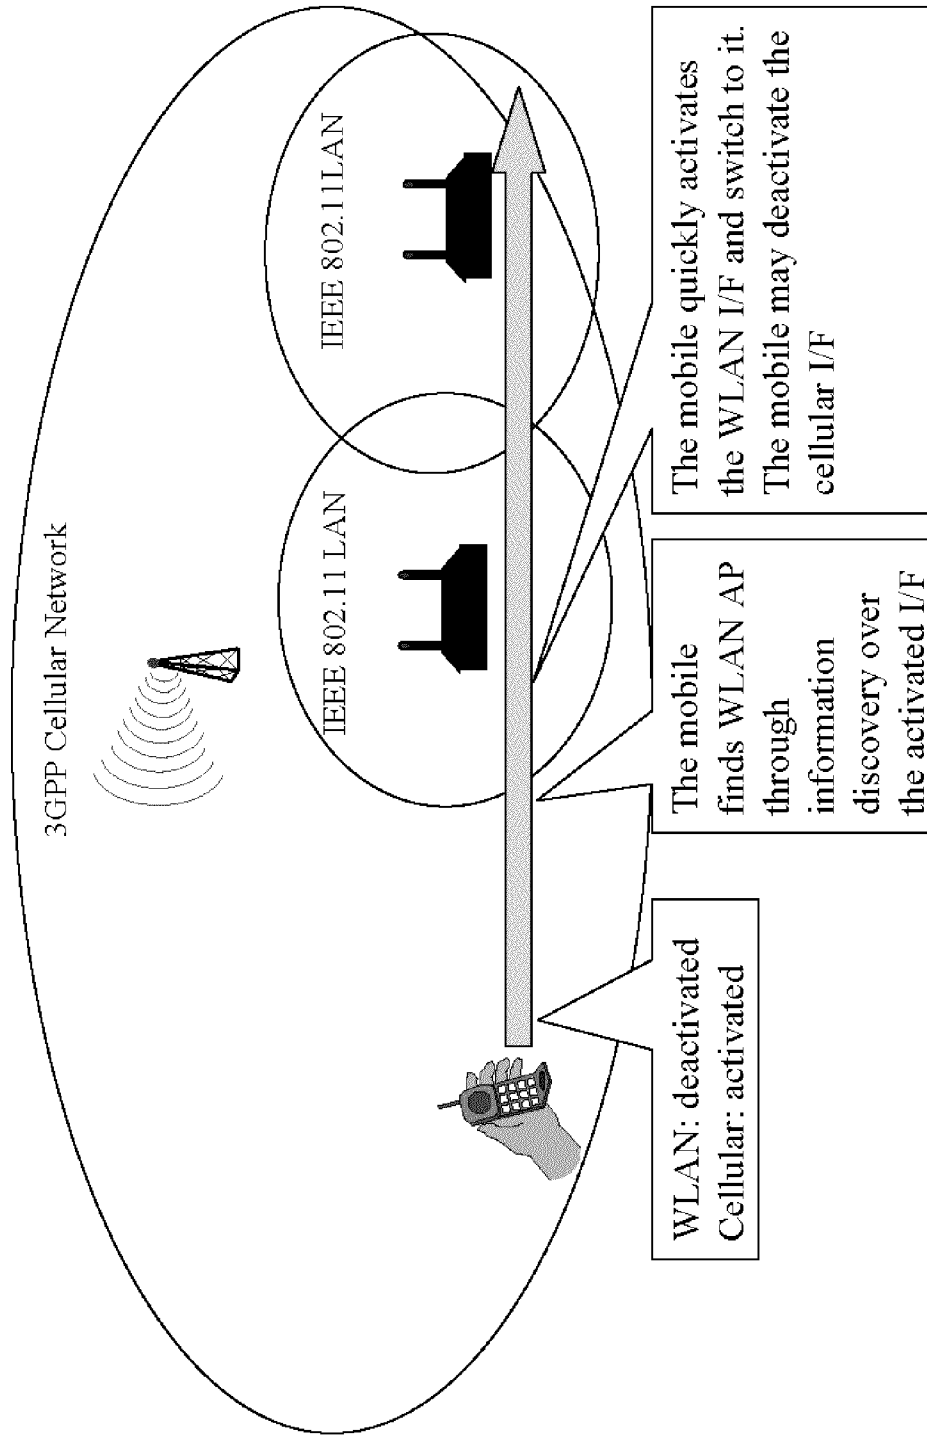 3GPP Cellular Network
IEEE 802.11 LAN
IEEE 802.11LAN
WLAN: deactivated
Cellular: activated
The mobile
finds WLAN AP
through
information
discovery over
the activated I/F
The mobile quickly activates
the WLAN I/F and switch to it.
The mobile may deactivate the
cellular I/F